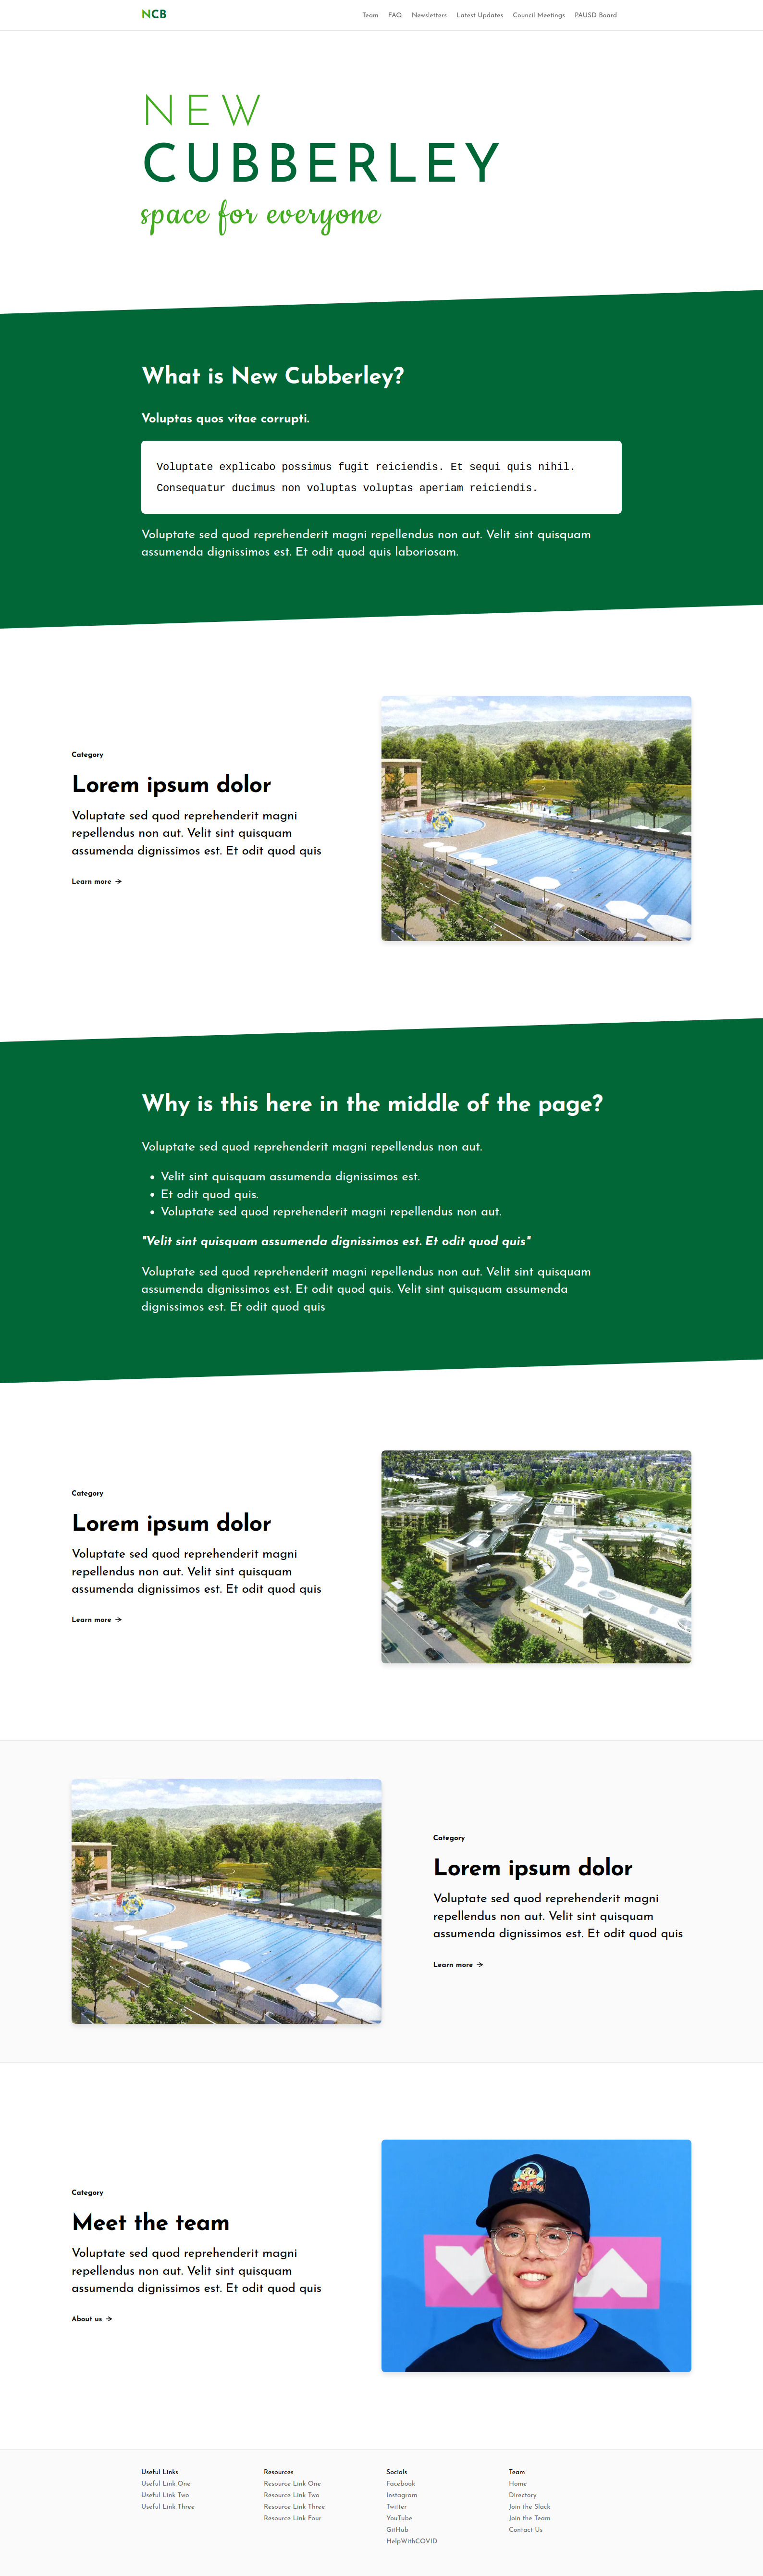 NCB
Team FAQ Newsletters Latest Updates Council Meetings PAUSD Board
NEW
CUBBERLEY
space for everyone
What is New Cubberley?
Voluptas quos vitae corrupti.
Voluptate explicabo possimus fugit reiciendis. Et sequi quis nihil.
Consequatur ducimus non voluptas voluptas aperiam reiciendis.
Voluptate sed quod reprehenderit magni repellendus non aut. Velit sint quisquam
assumenda dignissimos est. Et odit quod quis laboriosam.
Category
Lorem ipsum dolor
Voluptate sed quod reprehenderit magni
repellendus non aut. Velit sint quisquam
assumenda dignissimos est. Et odit quod quis
Learn more →
Why is this here in the middle of the page?
Voluptate sed quod reprehenderit magni repellendus non aut.
• Velit sint quisquam assumenda dignissimos est.
• Et odit quod quis.
• Voluptate sed quod reprehenderit magni repellendus non aut.
"Velit sint quisquam assumenda dignissimos est. Et odit quod quis"
Voluptate sed quod reprehenderit magni repellendus non aut. Velit sint quisquam
assumenda dignissimos est. Et odit quod quis. Velit sint quisquam assumenda
dignissimos est. Et odit quod quis
Category
Lorem ipsum dolor
Voluptate sed quod reprehenderit magni
repellendus non aut. Velit sint quisquam
assumenda dignissimos est. Et odit quod quis
Learn more →
Category
Lorem ipsum dolor
Voluptate sed quod reprehenderit magni
repellendus non aut. Velit sint quisquam
assumenda dignissimos est. Et odit quod quis
Learn more →
Category
Meet the team
Voluptate sed quod reprehenderit magni
repellendus non aut. Velit sint quisquam
assumenda dignissimos est. Et odit quod quis
About us →
Useful Links
Useful Link One
Useful Link Two
Useful Link Three
Resources
Resource Link One
Resource Link Two
Resource Link Three
Resource Link Four
Socials
Facebook
Instagram
Twitter
YouTube
GitHub
HelpWithCOVID
Team
Home
Directory
Join the Slack
Join the Team
Contact Us